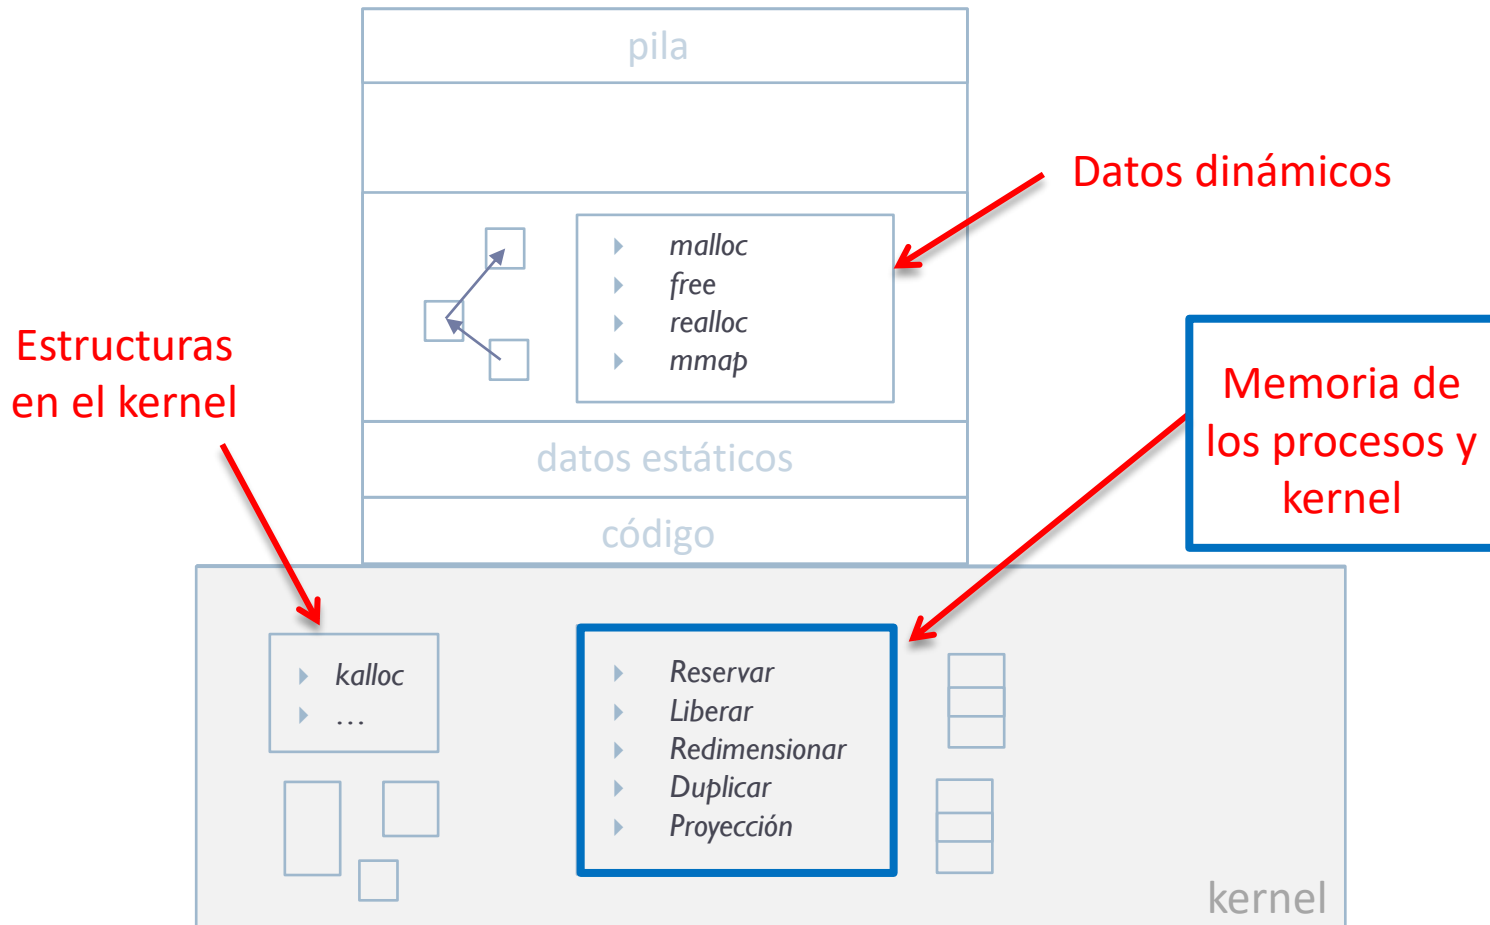 pila
Datos dinámicos
malloc
free
realloc
mmap
Estructuras
en el kernel
Memoria de
los procesos y
kernel
datos estáticos
código
kalloc
…
Reservar
Liberar
Redimensionar
Duplicar
Proyección
kernel